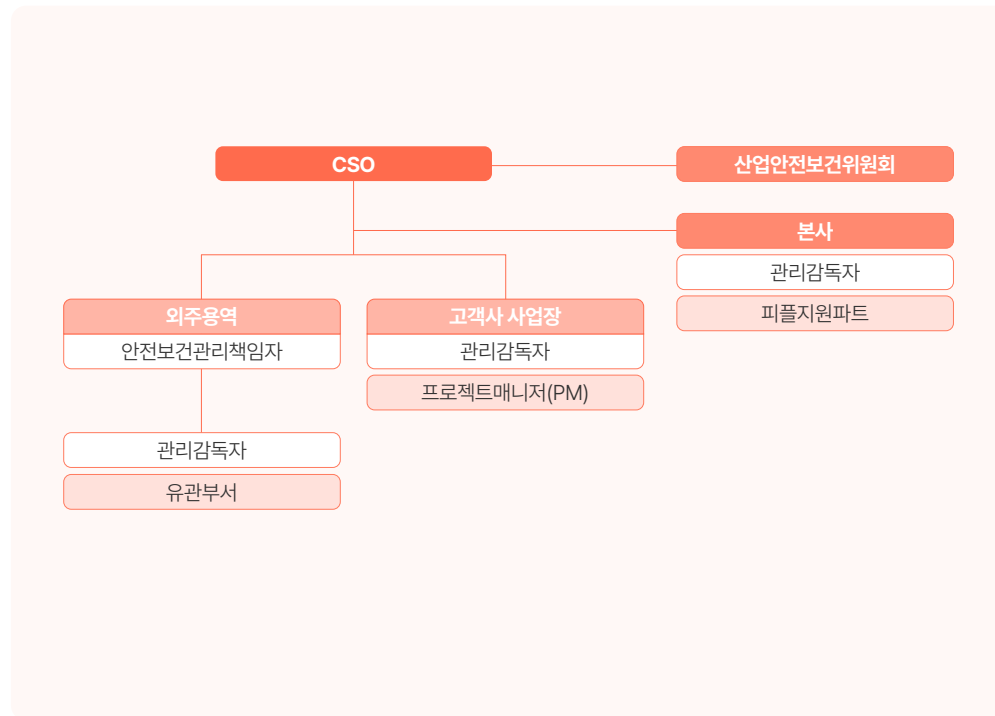 CSO
산업안전보건위원회
본사
관리감독자
피플지원파트
외주용역
안전보건관리책임자
관리감독자
유관부서
고객사 사업장
관리감독자
프로젝트매니저(PM)